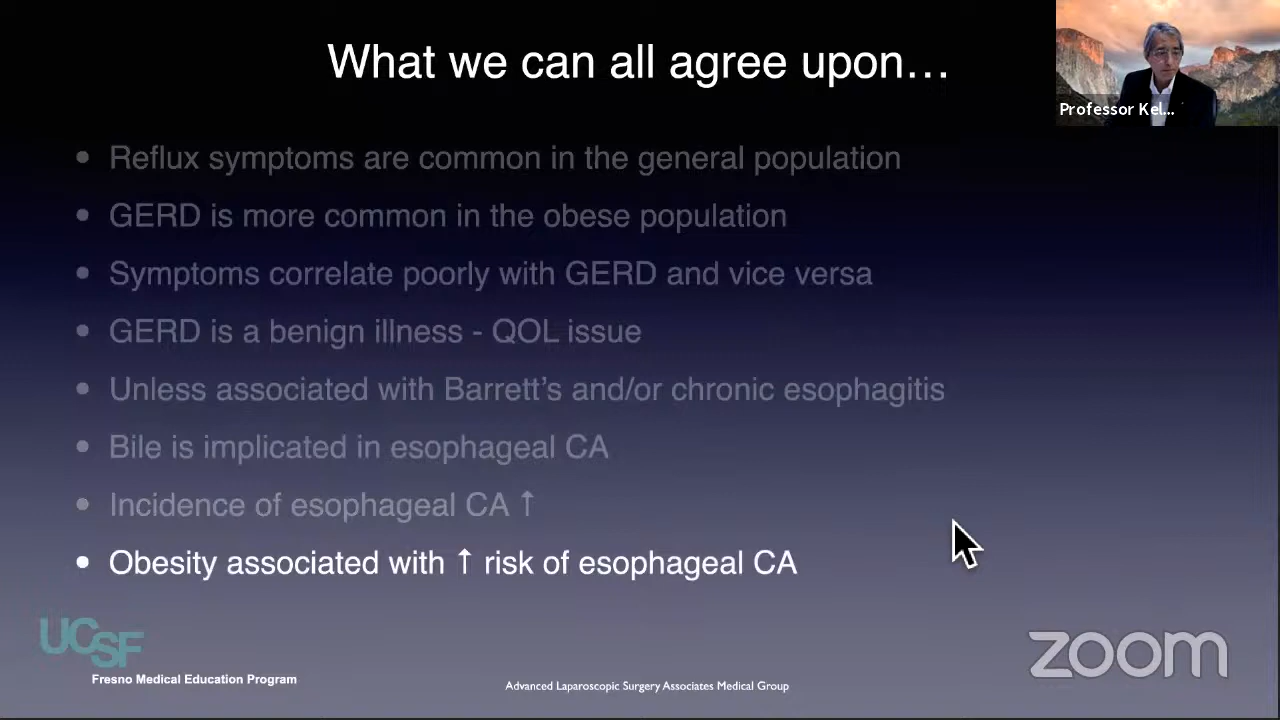 What we can all agree upon…
Professor Kel...
• Reflux symptoms are common in the general population
• GERD is more common in the obese population
• Symptoms correlate poorly with GERD and vice versa
• GERD is a benign illness - QOL issue
• Unless associated with Barrett’s and/or chronic esophagitis
• Bile is implicated in esophageal CA
• Incidence of esophageal CA ↑
• Obesity associated with ↑ risk of esophageal CA
UCSF
Fresno Medical Education Program
Advanced Laparoscopic Surgery Associates Medical Group
zoom